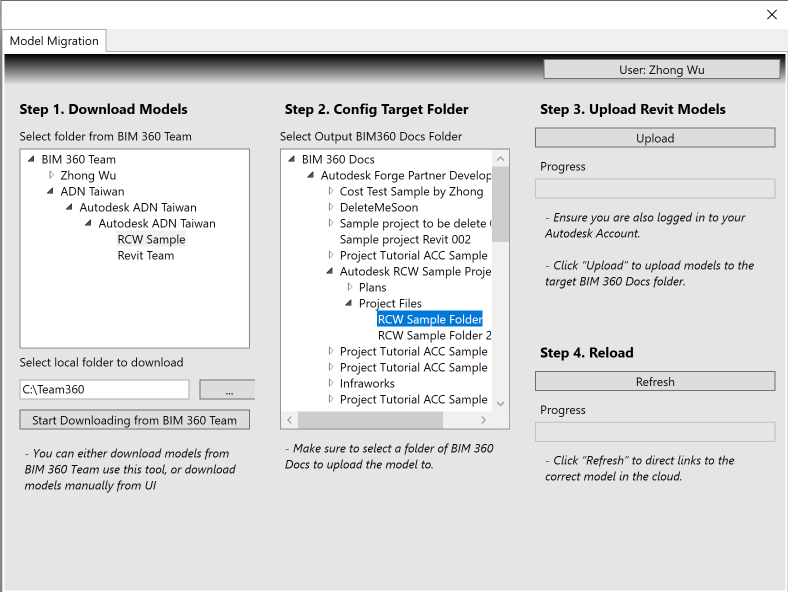 Model Migration
User: Zhong Wu
Step 1. Download Models
Select folder from BIM 360 Team
BIM 360 Team
Zhong Wu
ADN Taiwan
Autodesk ADN Taiwan
Autodesk ADN Taiwan
RCW Sample
Revit Team
Select local folder to download
C:\Team360
...
Start Downloading from BIM 360 Team
- You can either download models from
BIM 360 Team use this tool, or download
models manually from UI
Step 2. Config Target Folder
Select Output BIM360 Docs Folder
BIM 360 Docs
Autodesk Forge Partner Develop
Cost Test Sample by Zhong
DeleteMeSoon
Sample project to be delete
Sample project Revit 002
Project Tutorial ACC Sample
Autodesk RCW Sample Proje
Plans
Project Files
RCW Sample Folder
RCW Sample Folder 2
Project Tutorial ACC Sample
Project Tutorial ACC Sample
Infraworks
Project Tutorial ACC Sample
- Make sure to select a folder of BIM 360
Docs to upload the model to.
Step 3. Upload Revit Models
Upload
Progress
- Ensure you are also logged in to your
Autodesk Account.
- Click "Upload" to upload models to the
target BIM 360 Docs folder.
Step 4. Reload
Refresh
Progress
- Click "Refresh" to direct links to the
correct model in the cloud.